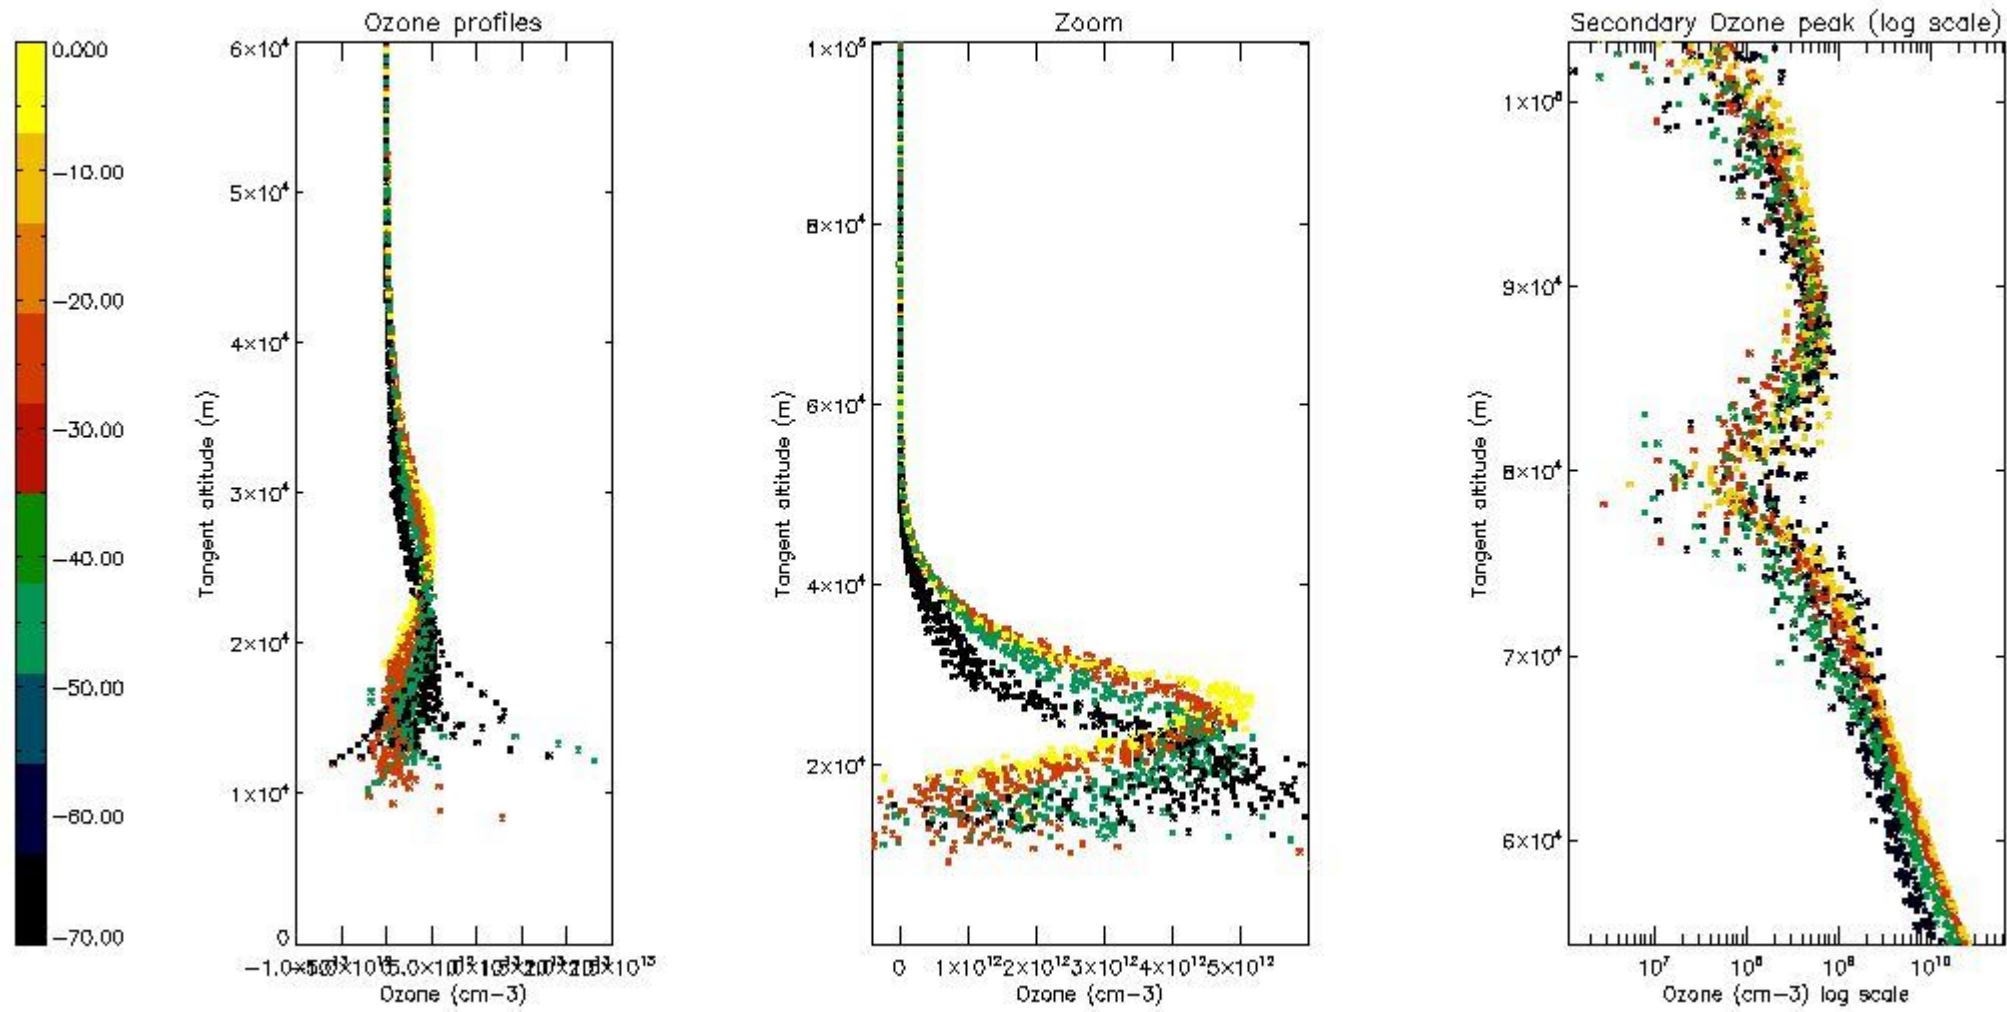 Ozone profiles
Zoom
Secondary Ozone peak (log scale)
0.000
−10.00
−20.00
−30.00
−40.00
−50.00
−60.00
−70.00
6×10⁴
5×10⁴
4×10⁴
3×10⁴
2×10⁴
1×10⁴
0
Tangent altitude (m)
Ozone (cm−3)
1×10⁵
8×10⁴
6×10⁴
4×10⁴
2×10⁴
Tangent altitude (m)
0 1×10¹² 2×10¹² 3×10¹² 4×10¹² 5×10¹²
Ozone (cm−3)
1×10⁵
9×10⁴
8×10⁴
7×10⁴
6×10⁴
Tangent altitude (m)
10⁷ 10⁸ 10⁹ 10¹⁰
Ozone (cm−3) log scale